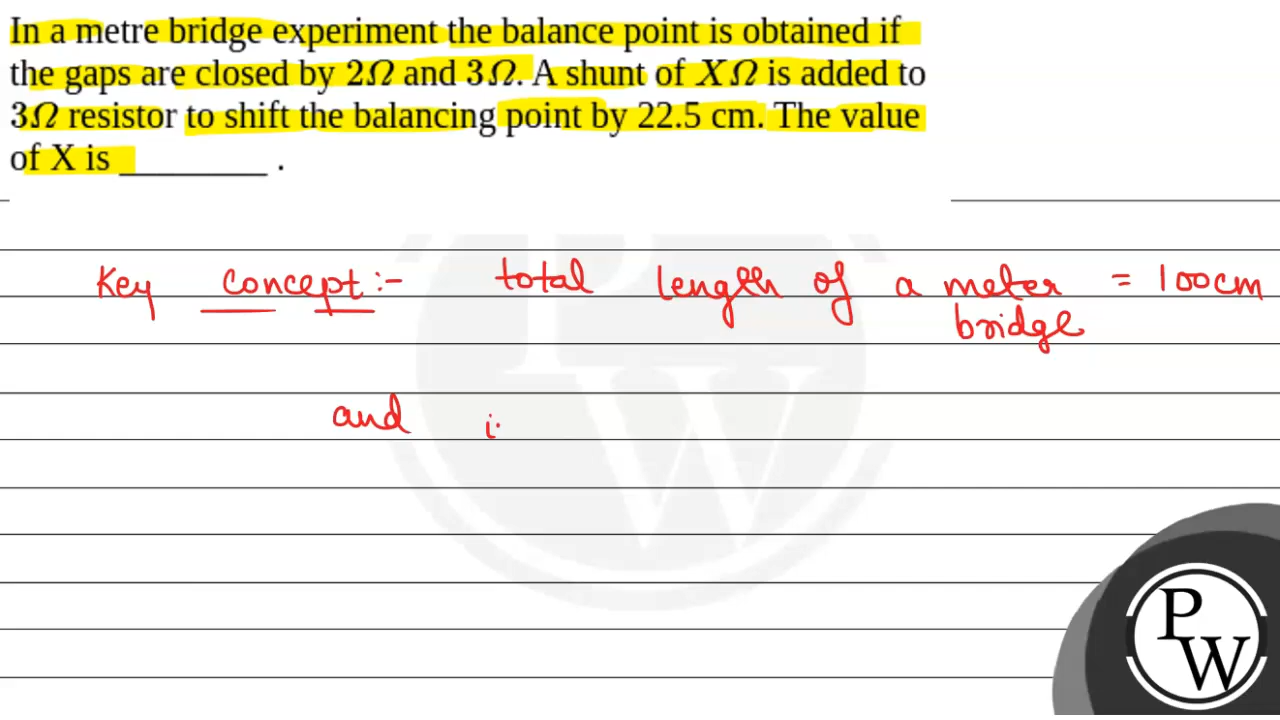 In a metre bridge experiment the balance point is obtained if
the gaps are closed by 2Ω and 3Ω. A shunt of XΩ is added to
3Ω resistor to shift the balancing point by 22.5 cm. The value
of X is ________ .
Key concept:- total length of a meter = 100cm
bridge
and i
PW
PW